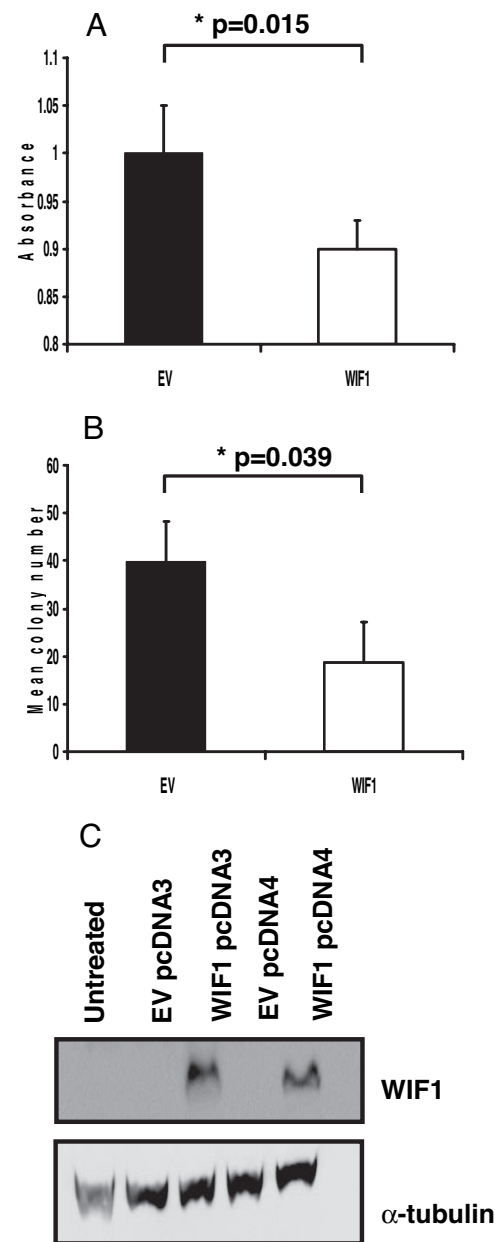 A
* p=0.015
1.1
1.05
1
0.95
0.9
0.85
0.8
Absorbance
EV
WIF1
B
* p=0.039
60
50
40
30
20
10
0
Mean colony number
EV
WIF1
C
Untreated
EV pcDNA3
WIF1 pcDNA3
EV pcDNA4
WIF1 pcDNA4
WIF1
α-tubulin